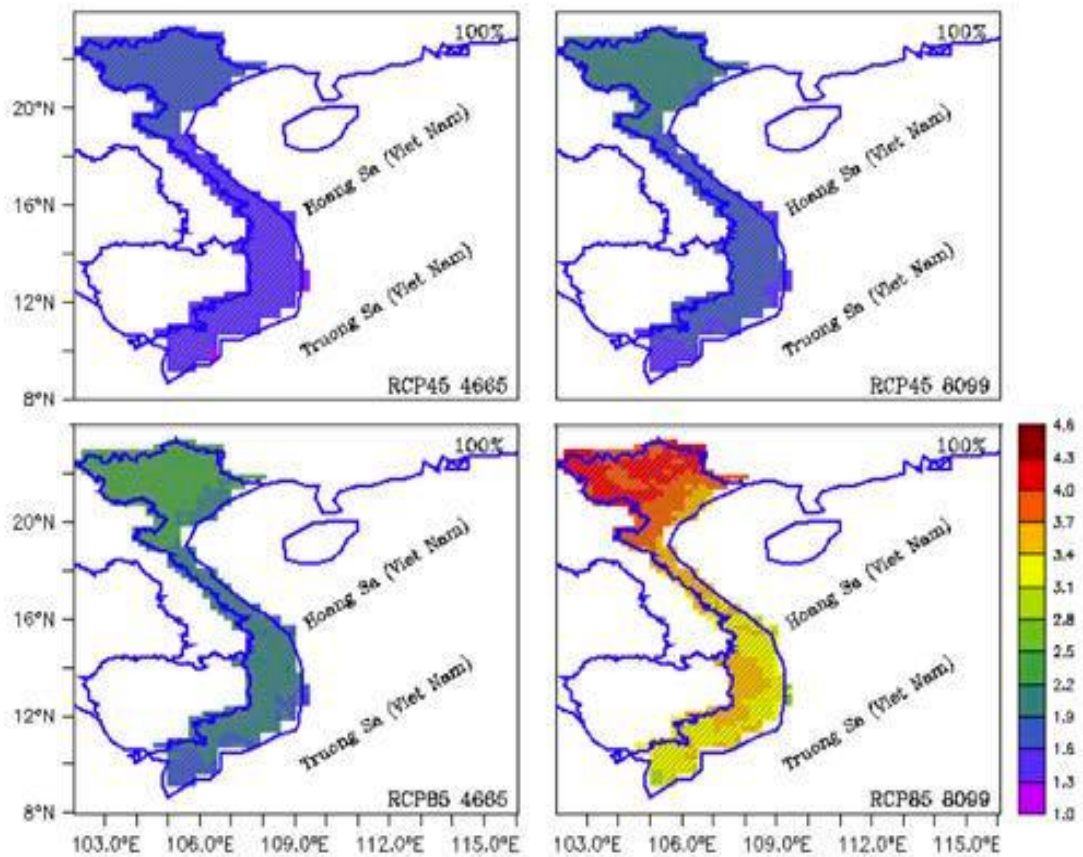 100%
20°N
Hoang Sa (Viet Nam)
16°N
Truong Sa (Viet Nam)
12°N
8°N
RCP45 4665
100%
Hoang Sa (Viet Nam)
Truong Sa (Viet Nam)
RCP45 8099
100%
20°N
Hoang Sa (Viet Nam)
16°N
Truong Sa (Viet Nam)
12°N
8°N
RCP85 4665
103.0°E 106.0°E 109.0°E 112.0°E 115.0°E
100%
Hoang Sa (Viet Nam)
Truong Sa (Viet Nam)
RCP85 8099
103.0°E 106.0°E 109.0°E 112.0°E 115.0°E
4.6
4.3
4.0
3.7
3.4
3.1
2.8
2.5
2.2
1.9
1.6
1.3
1.0